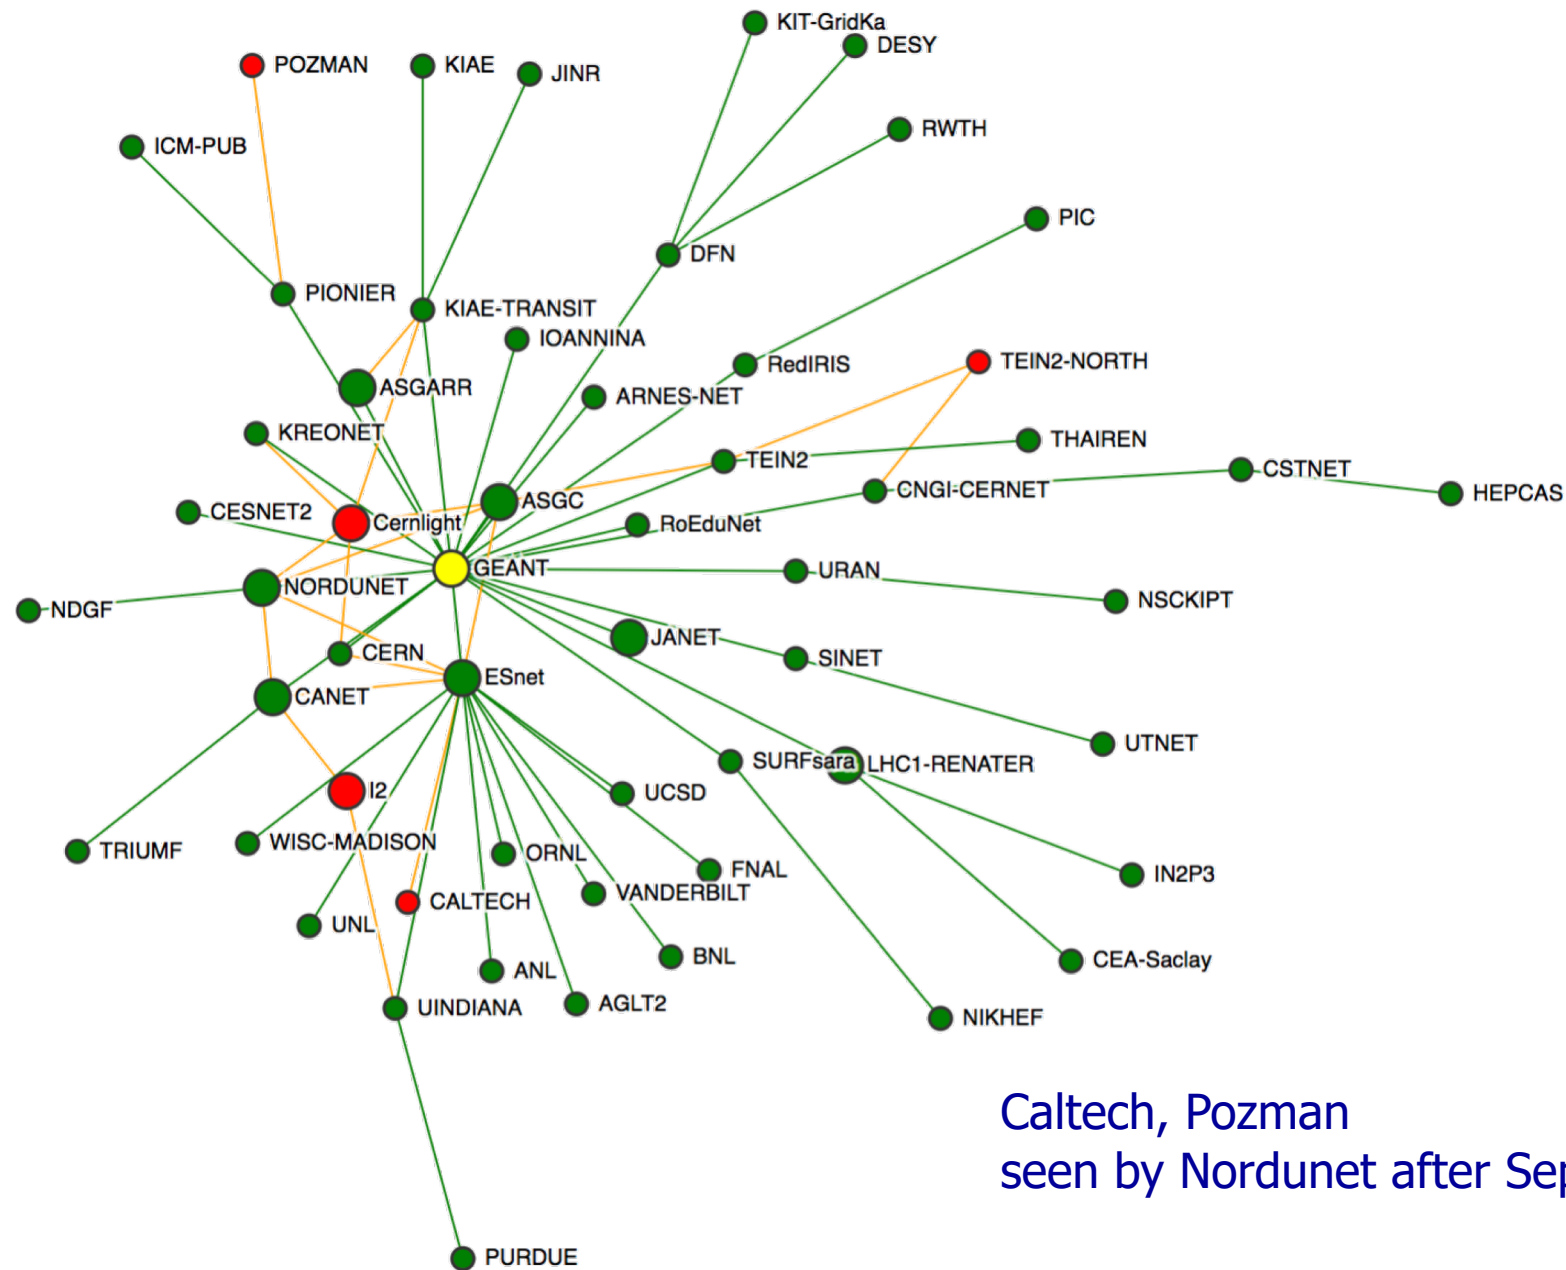 KIT-GridKa
DESY
POZMAN
KIAE
JINR
RWTH
ICM-PUB
PIC
DFN
PIONIER
KIAE-TRANSIT
IOANNINA
RedIRIS
TEIN2-NORTH
ASGARR
ARNES-NET
KREONET
THAIREN
TEIN2
CSTNET
CNGI-CERNET
HEPCAS
ASGC
CESNET2
Cernlight
RoEduNet
GEANT
URAN
NORDUNET
NSCKIPT
NDGF
JANET
CERN
SINET
ESnet
CANET
UTNET
SURFsara
LHC1-RENATER
I2
UCSD
WISC-MADISON
TRIUMF
ORNL
FNAL
IN2P3
VANDERBILT
CALTECH
UNL
BNL
CEA-Saclay
ANL
AGLT2
UINDIANA
NIKHEF
Caltech, Pozman
seen by Nordunet after Sep
PURDUE